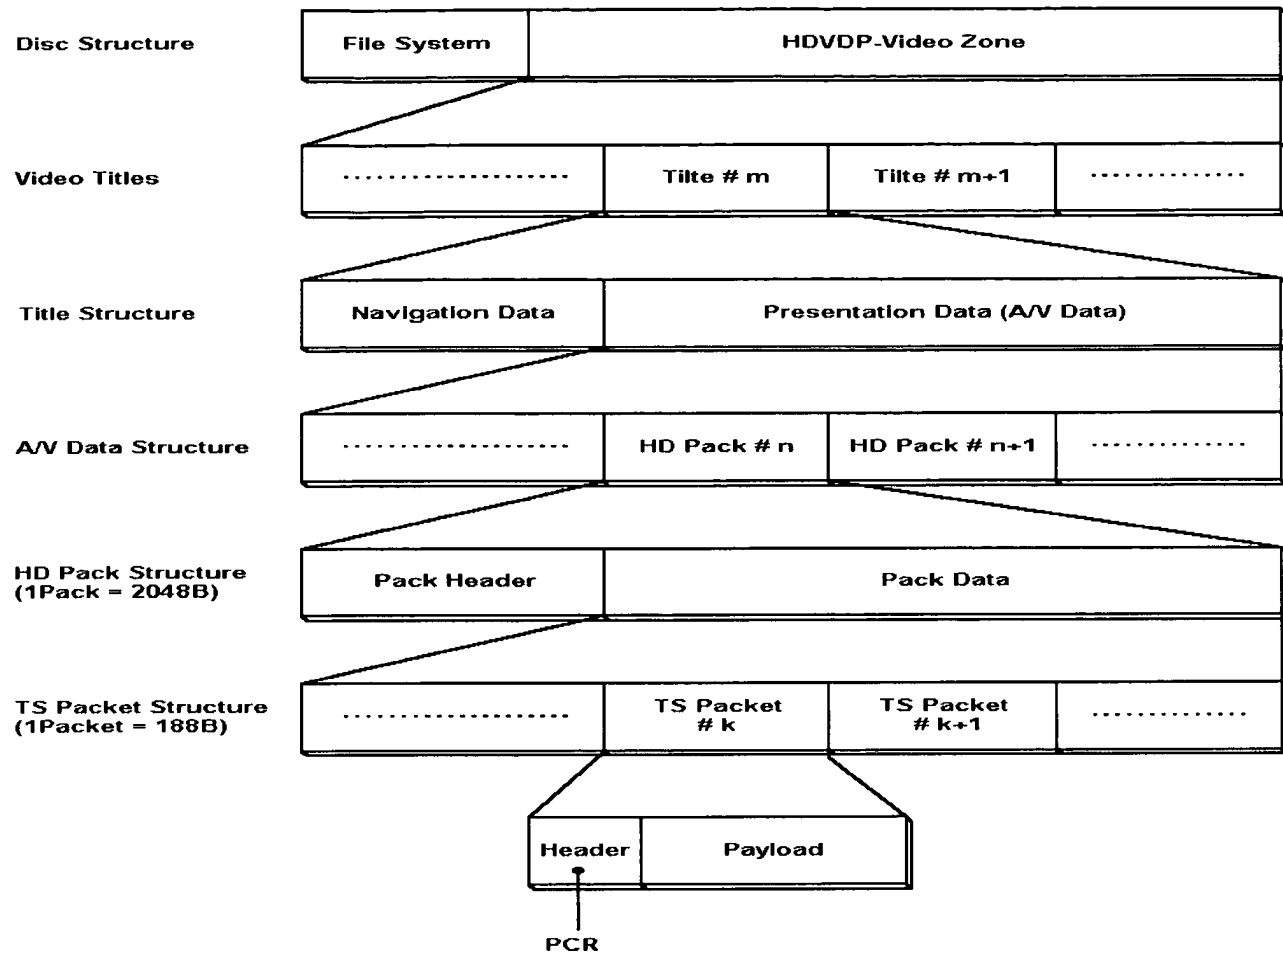 Disc Structure
File System
HDVDP-Video Zone
Video Titles
....................
Tilte # m
Tilte # m+1
..............
Title Structure
Navigation Data
Presentation Data (A/V Data)
A/V Data Structure
....................
HD Pack # n
HD Pack # n+1
..............
HD Pack Structure
(1Pack = 2048B)
Pack Header
Pack Data
TS Packet Structure
(1Packet = 188B)
....................
TS Packet
# k
TS Packet
# k+1
..............
Header
Payload
PCR